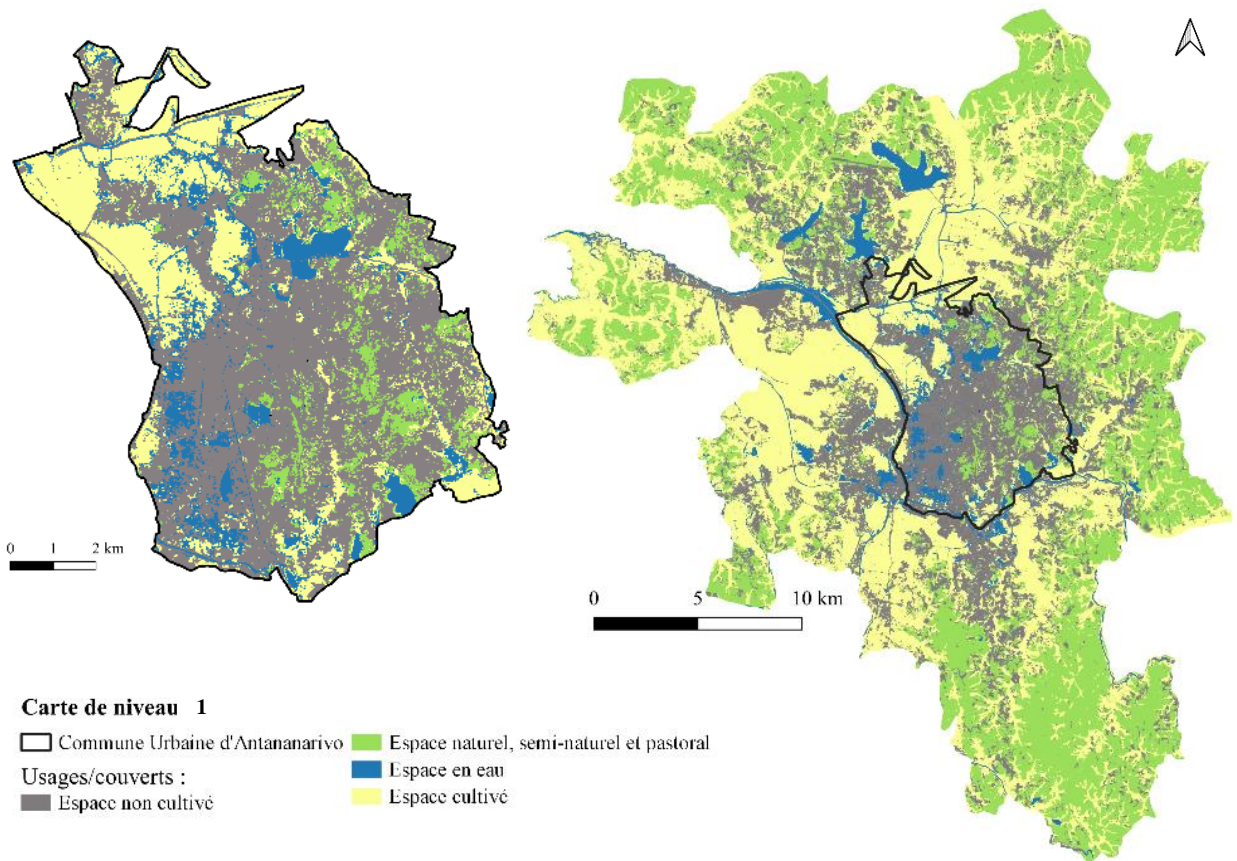 0 1 2 km
0 5 10 km
Carte de niveau 1
Commune Urbaine d'Antananarivo
Usages/couverts :
Espace non cultivé
Espace naturel, semi-naturel et pastoral
Espace en eau
Espace cultivé